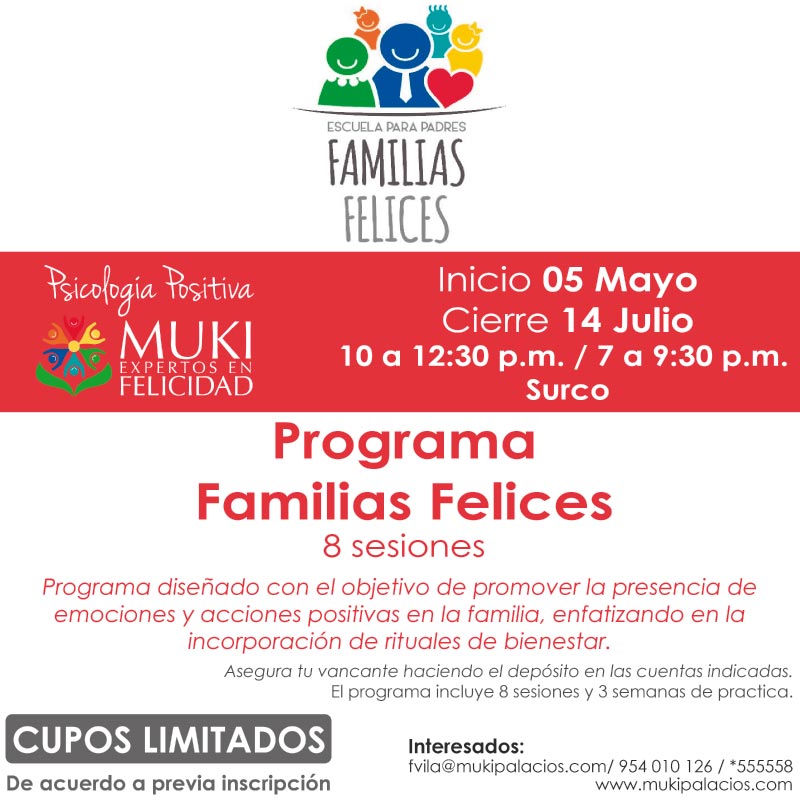 ESCUELA PARA PADRES
FAMILIAS
FELICES
Psicología Positiva
MUKI
EXPERTOS EN
FELICIDAD
Inicio 05 Mayo
Cierre 14 Julio
10 a 12:30 p.m. / 7 a 9:30 p.m.
Surco
Programa
Familias Felices
8 sesiones
Programa diseñado con el objetivo de promover la presencia de
emociones y acciones positivas en la familia, enfatizando en la
incorporación de rituales de bienestar.
Asegura tu vancante haciendo el depósito en las cuentas indicadas.
El programa incluye 8 sesiones y 3 semanas de practica.
CUPOS LIMITADOS
De acuerdo a previa inscripción
Interesados:
fvila@mukipalacios.com/ 954 010 126 / *555558
www.mukipalacios.com